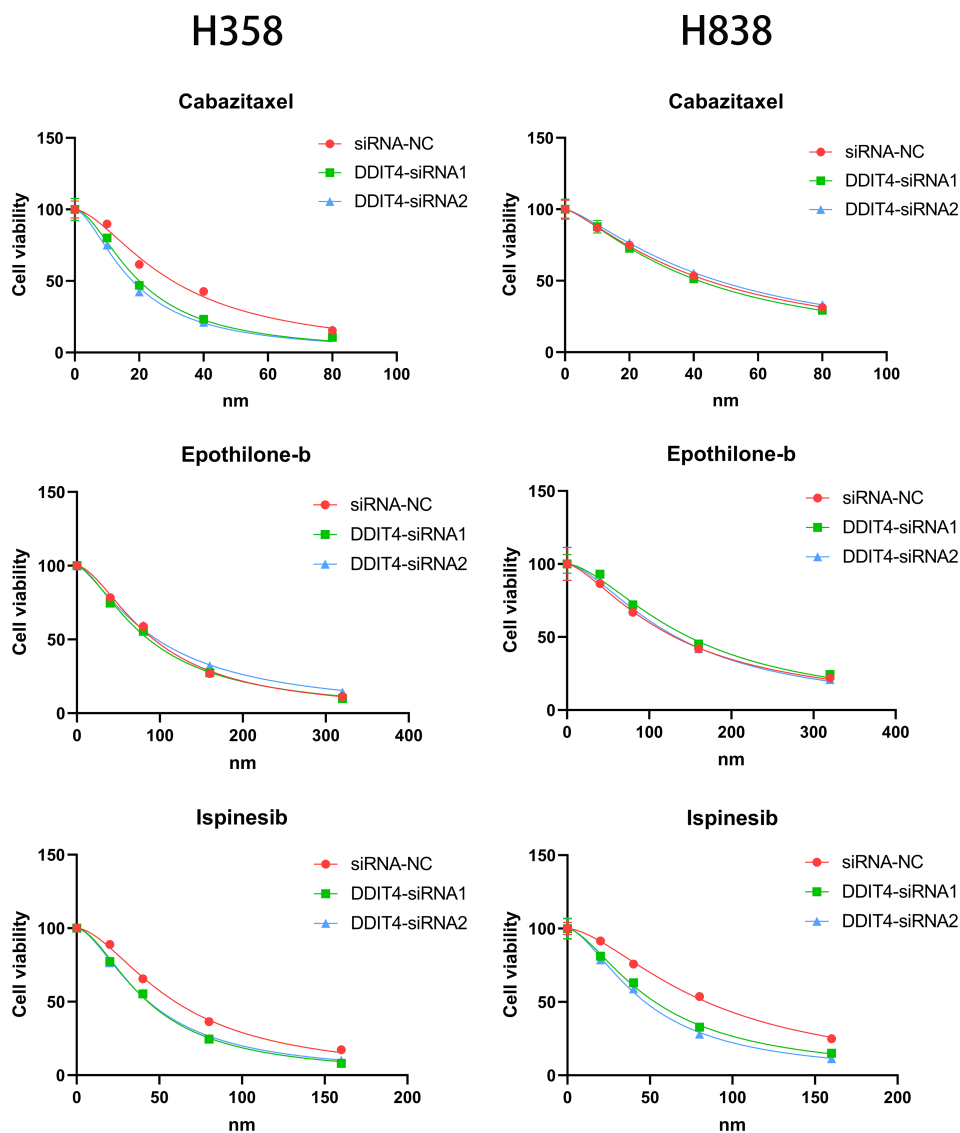 H358
H838
Cabazitaxel
150
100
50
0
Cell viability
0 20 40 60 80 100
nm
siRNA-NC
DDIT4-siRNA1
DDIT4-siRNA2
Cabazitaxel
150
100
50
0
Cell viability
0 20 40 60 80 100
nm
siRNA-NC
DDIT4-siRNA1
DDIT4-siRNA2
Epothilone-b
150
100
50
0
Cell viability
0 100 200 300 400
nm
siRNA-NC
DDIT4-siRNA1
DDIT4-siRNA2
Epothilone-b
150
100
50
0
Cell viability
0 100 200 300 400
nm
siRNA-NC
DDIT4-siRNA1
DDIT4-siRNA2
Ispinesib
150
100
50
0
Cell viability
0 50 100 150 200
nm
siRNA-NC
DDIT4-siRNA1
DDIT4-siRNA2
Ispinesib
150
100
50
0
Cell viability
0 50 100 150 200
nm
siRNA-NC
DDIT4-siRNA1
DDIT4-siRNA2